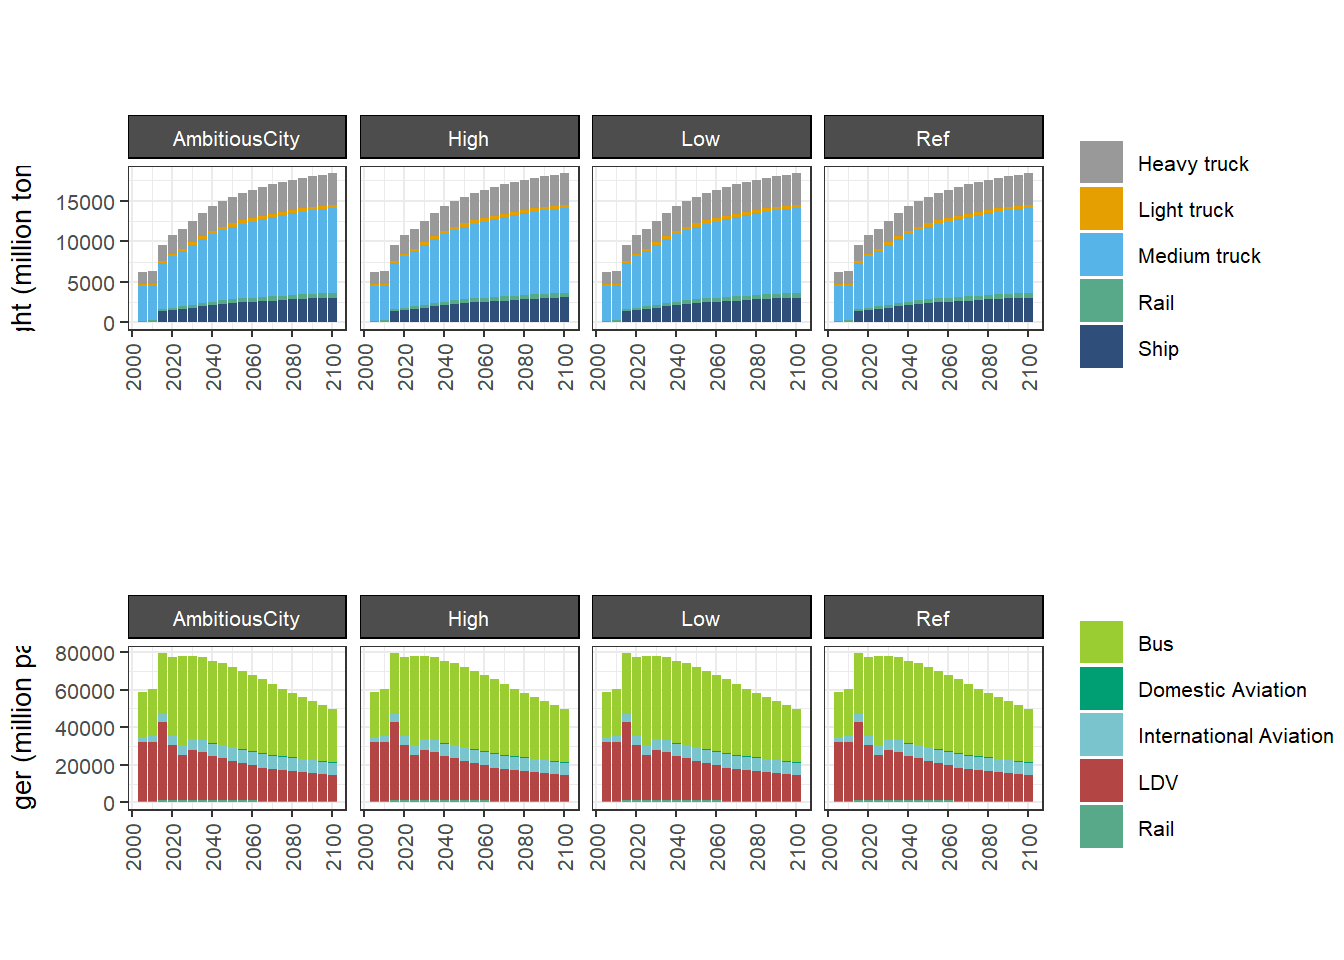 AmbitiousCity High Low Ref
ght (million ton
15000
10000
5000
0
2000 2020 2040 2060 2080 2100 2000 2020 2040 2060 2080 2100 2000 2020 2040 2060 2080 2100 2000 2020 2040 2060 2080 2100
Heavy truck
Light truck
Medium truck
Rail
Ship
AmbitiousCity High Low Ref
ger (million pa
80000
60000
40000
20000
0
2000 2020 2040 2060 2080 2100 2000 2020 2040 2060 2080 2100 2000 2020 2040 2060 2080 2100 2000 2020 2040 2060 2080 2100
Bus
Domestic Aviation
International Aviation
LDV
Rail